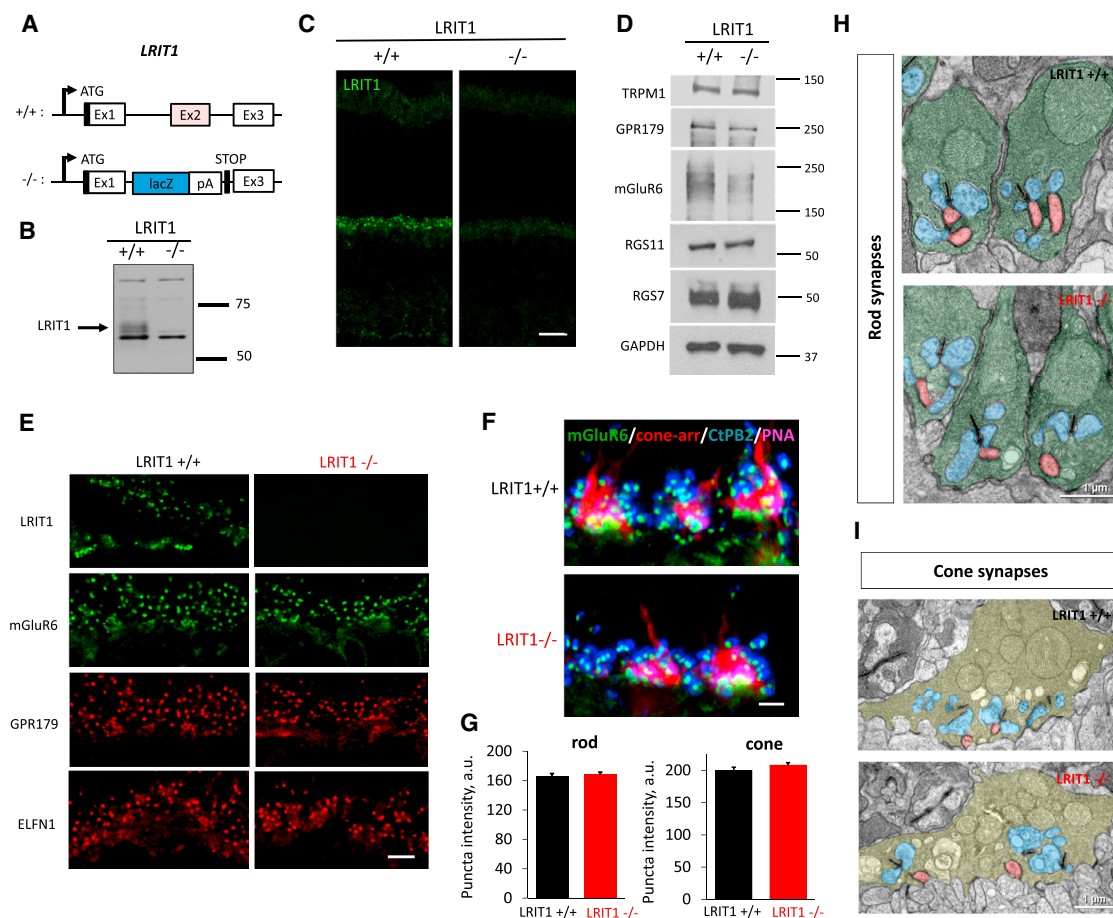 A
LRIT1
+/+ :
ATG
Ex1
Ex2
Ex3
-/- :
ATG
STOP
Ex1
lacZ
pA
Ex3
B
LRIT1
+/+ -/-
75
LRIT1
50
C
LRIT1
+/+ -/-
LRIT1
D
LRIT1
+/+ -/-
TRPM1
150
GPR179
250
mGluR6
250
150
RGS11
50
RGS7
50
GAPDH
37
E
LRIT1 +/+ LRIT1 -/-
LRIT1
mGluR6
GPR179
ELFN1
F
mGluR6/cone-arr/CtPB2/PNA
LRIT1+/+
LRIT1-/-
G
rod
Puncta intensity, a.u.
200
160
120
80
40
0
LRIT1 +/+ LRIT1 -/-
cone
Puncta intensity, a.u.
200
150
100
50
0
LRIT1 +/+ LRIT1 -/-
H
Rod synapses
LRIT1 +/+
LRIT1 -/-
1 µm
I
Cone synapses
LRIT1 +/+
LRIT1 -/-
1 µm